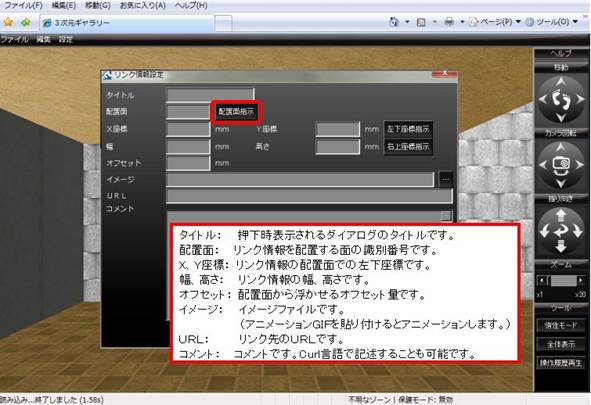 ファイル(F) 編集(E) 移動(G) お気に入り(A) ヘルプ(H)
3次元ギャラリー
ページ(P) ツール(O)
ファイル 編集 設定
ヘルプ
移動
リンク情報設定
タイトル
配置面 配置面指示
カメラ回転
X座標 mm Y座標 mm 左下座標指示
幅 mm 高さ mm 右上座標指示
オフセット mm
イメージ ...
URL
振り向き
コメント
タイトル： 押下時表示されるダイアログのタイトルです。
配置面： リンク情報を配置する面の識別番号です。
X、Y座標：リンク情報の配置面での左下座標です。
幅、高さ： リンク情報の幅、高さです。
オフセット：配置面から浮かせるオフセット量です。
イメージ： イメージファイルです。
（アニメーションGIFを貼り付けるとアニメーションします。）
URL： リンク先のURLです。
コメント： コメントです。Curl言語で記述することも可能です。
ズーム
x1 x20
ツール
慣性モード
全体表示
操作履歴再生
読み込み...終了しました (1.58s) 不明なゾーン | 保護モード: 無効